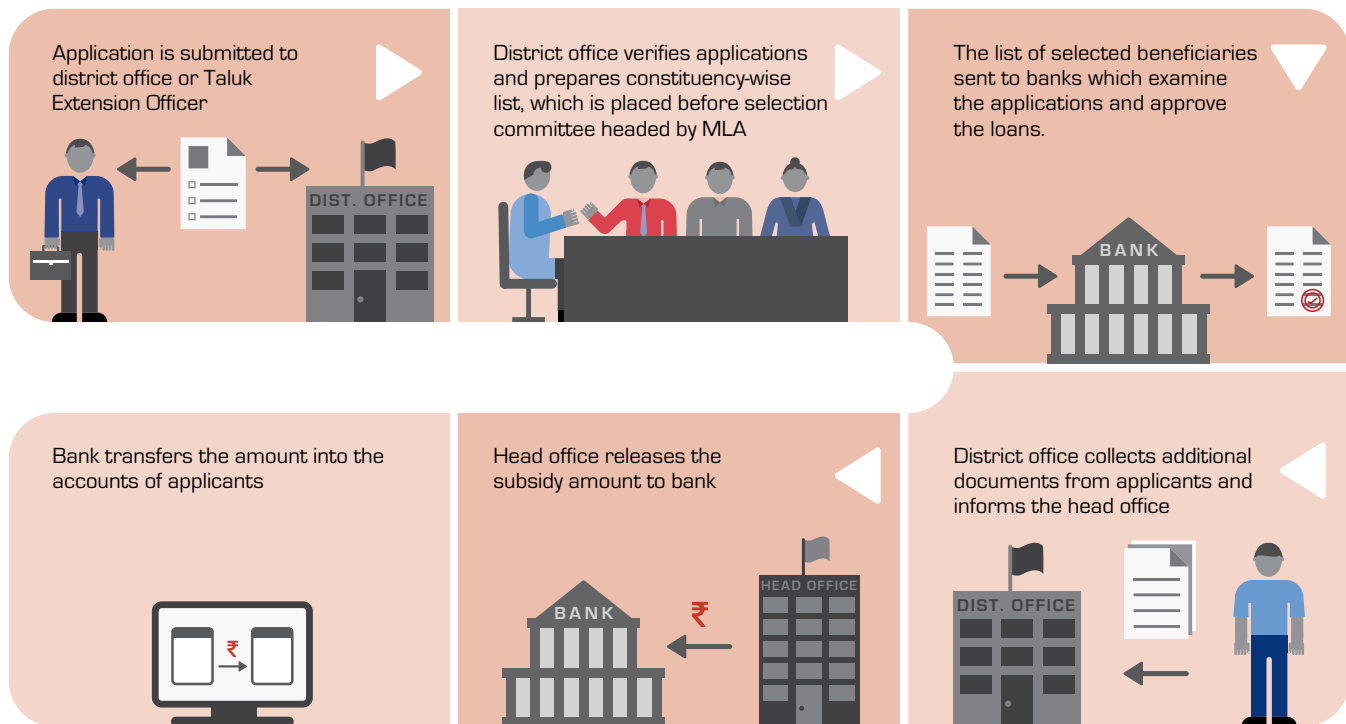 Application is submitted to
district office or Taluk
Extension Officer
DIST. OFFICE
District office verifies applications
and prepares constituency-wise
list, which is placed before selection
committee headed by MLA
The list of selected beneficiaries
sent to banks which examine
the applications and approve
the loans.
BANK
District office collects additional
documents from applicants and
informs the head office
DIST. OFFICE
Head office releases the
subsidy amount to bank
BANK
₹
HEAD OFFICE
Bank transfers the amount into the
accounts of applicants
₹